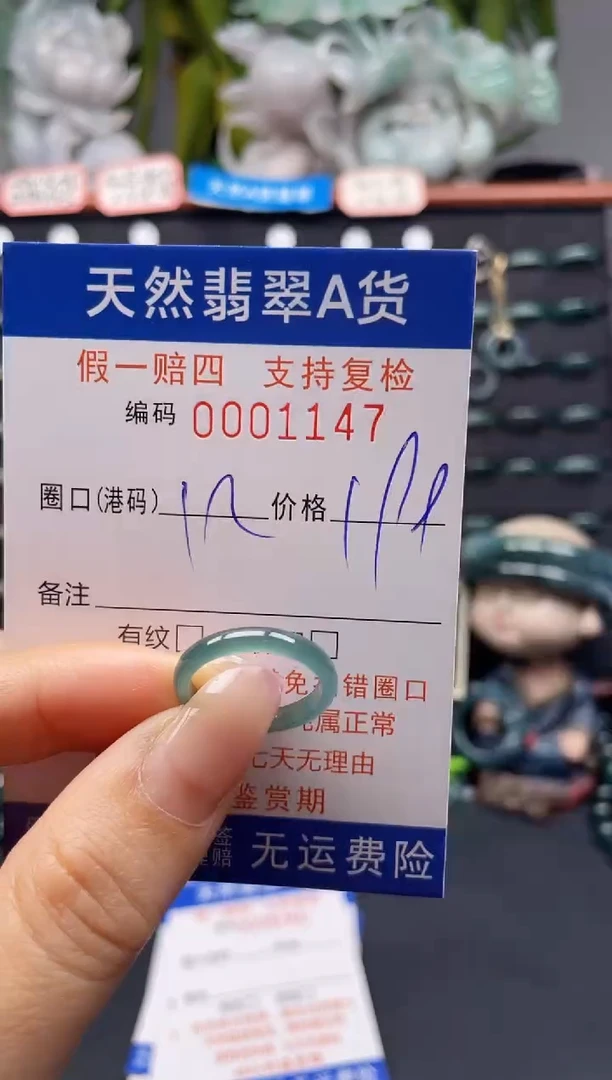 天然翡翠A货
假一赔四 支持复检
编码 0001147
圈口(港码) 12 价格
备注
有纹
免 错圈口
属正常
七天无理由
鉴赏期
无运费险